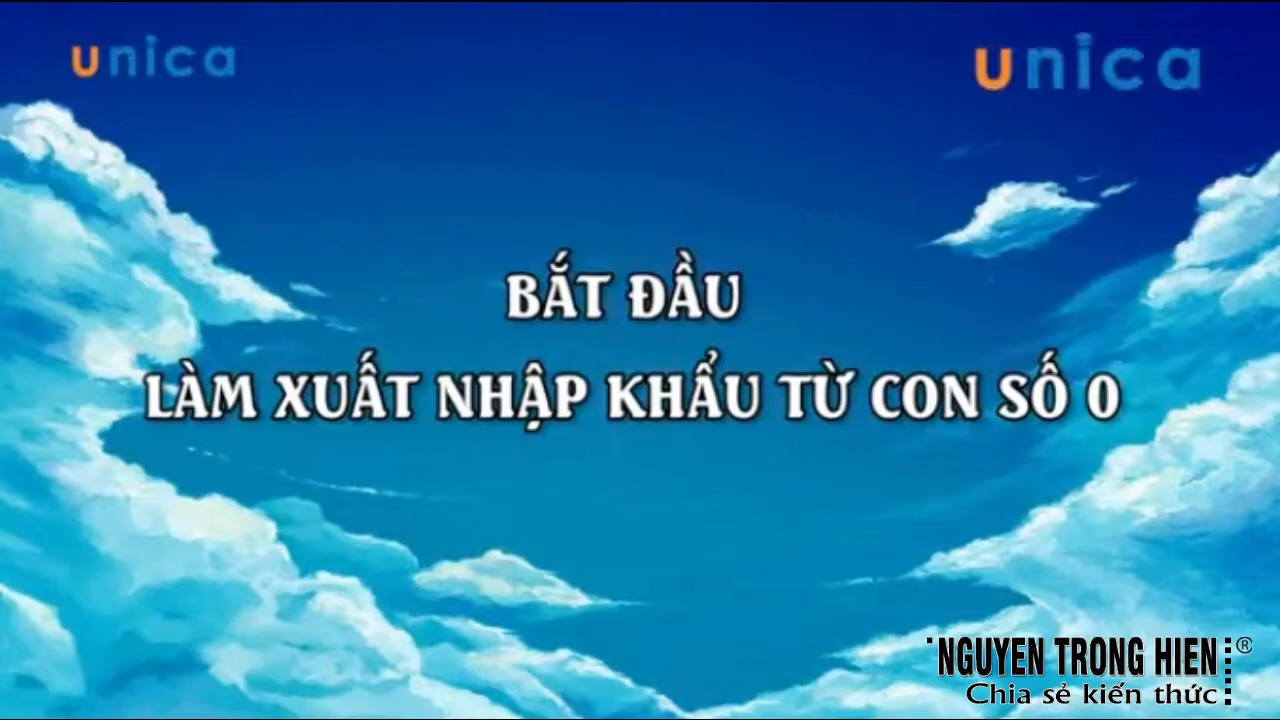 unica
unica
BẮT ĐẦU
LÀM XUẤT NHẬP KHẨU TỪ CON SỐ 0
NGUYEN TRONG HIEN ®
Chia sẻ kiến thức